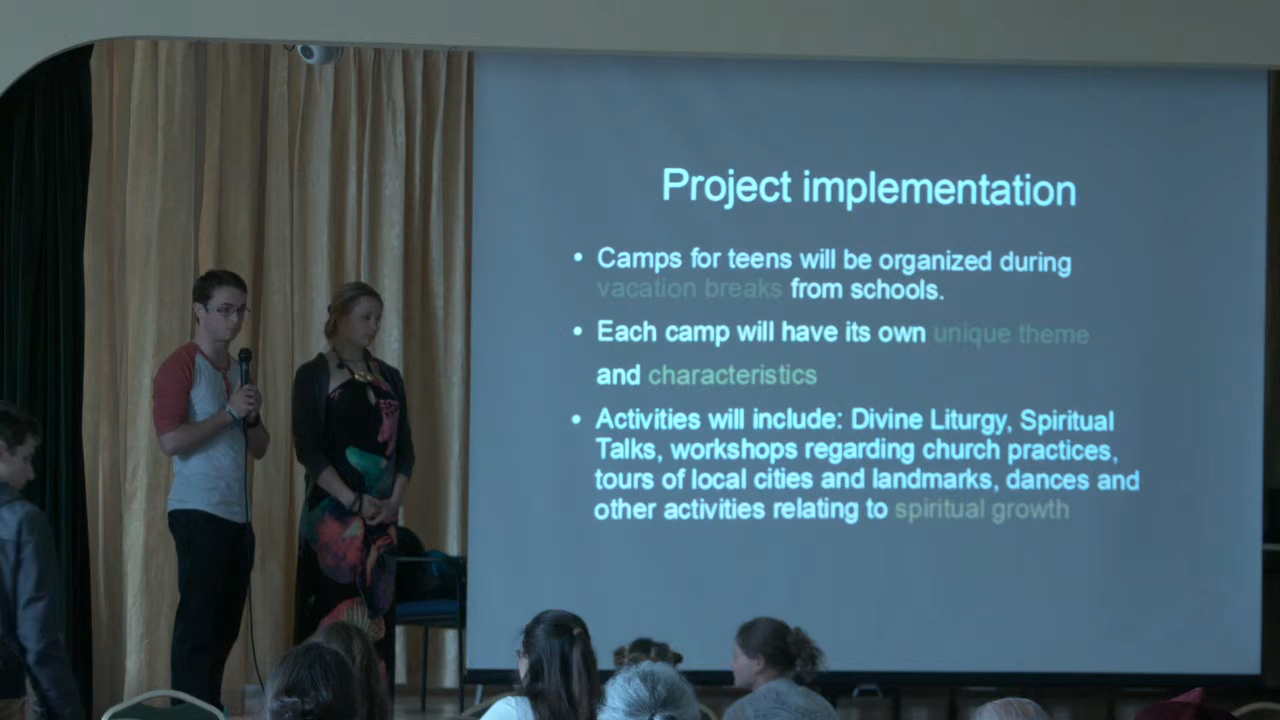 Project implementation
• Camps for teens will be organized during
vacation breaks from schools.
• Each camp will have its own unique theme
and characteristics
• Activities will include: Divine Liturgy, Spiritual
Talks, workshops regarding church practices,
tours of local cities and landmarks, dances and
other activities relating to spiritual growth